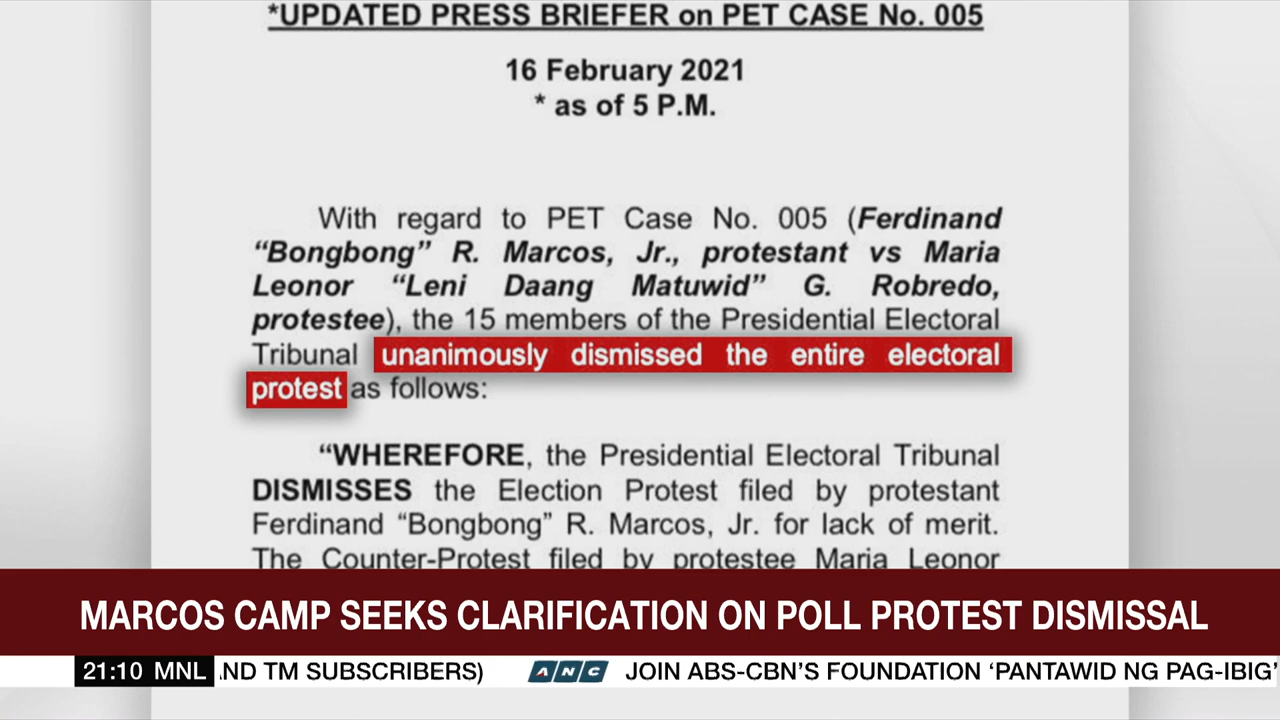 *UPDATED PRESS BRIEFER on PET CASE No. 005
16 February 2021
* as of 5 P.M.
With regard to PET Case No. 005 (Ferdinand
“Bongbong” R. Marcos, Jr., protestant vs Maria
Leonor “Leni Daang Matuwid” G. Robredo,
protestee), the 15 members of the Presidential Electoral
Tribunal unanimously dismissed the entire electoral
protest as follows:
“WHEREFORE, the Presidential Electoral Tribunal
DISMISSES the Election Protest filed by protestant
Ferdinand “Bongbong” R. Marcos, Jr. for lack of merit.
The Counter-Protest filed by protestee Maria Leonor
MARCOS CAMP SEEKS CLARIFICATION ON POLL PROTEST DISMISSAL
21:10 MNL ND TM SUBSCRIBERS) ANC JOIN ABS-CBN’S FOUNDATION ‘PANTAWID NG PAG-IBIG’